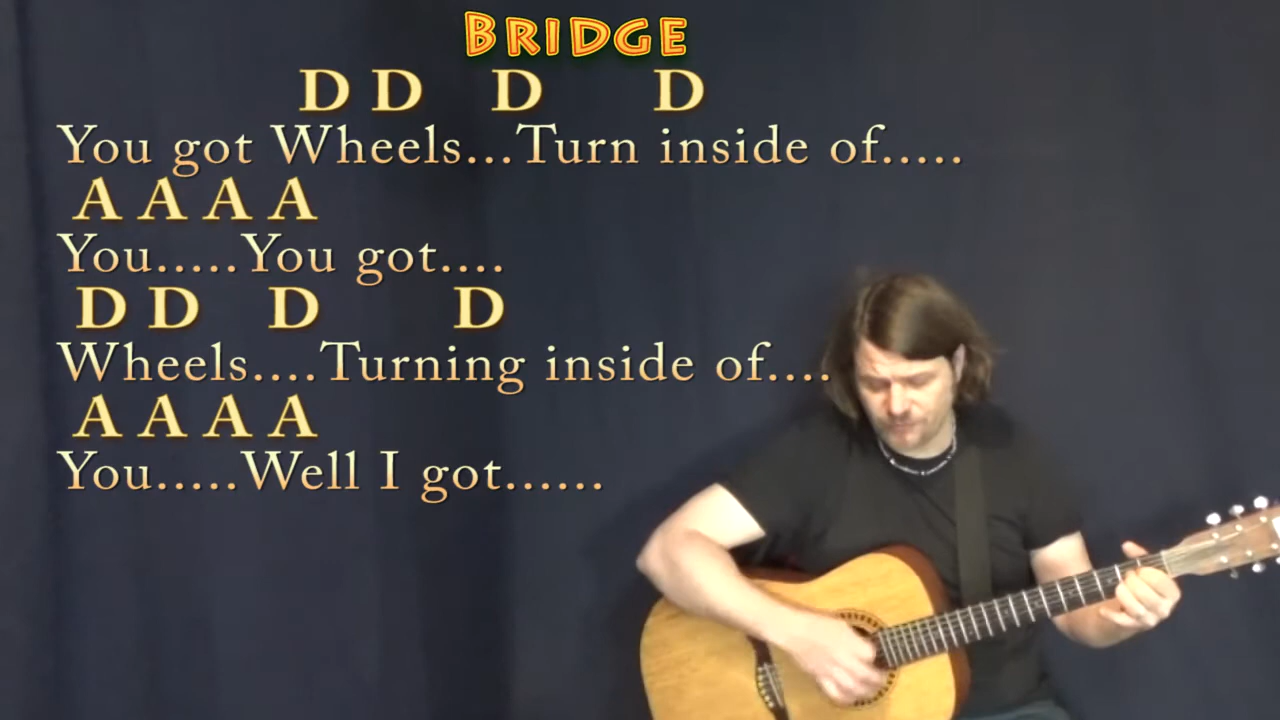 BRIDGE
D D D D
You got Wheels...Turn inside of.....
A A A A
You.....You got....
D D D D
Wheels....Turning inside of....
A A A A
You.....Well I got......